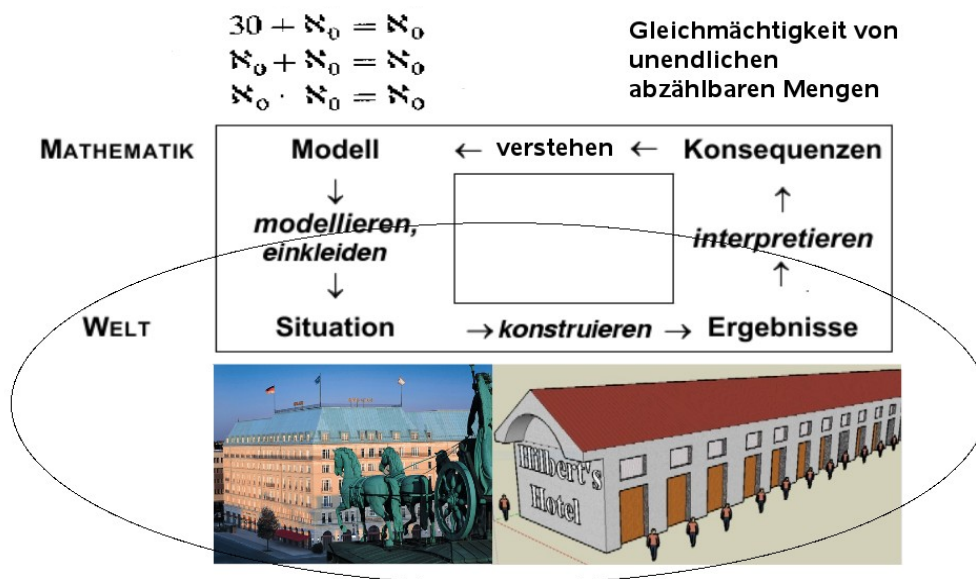 30 + ℵ₀ = ℵ₀
ℵ₀ + ℵ₀ = ℵ₀
ℵ₀ · ℵ₀ = ℵ₀
Gleichmächtigkeit von
unendlichen
abzählbaren Mengen
MATHEMATIK
Modell ← verstehen ← Konsequenzen
↓ ↑
modellieren,
einkleiden
interpretieren
↓ ↑
WELT
Situation → konstruieren → Ergebnisse
Hilbert's
Hotel